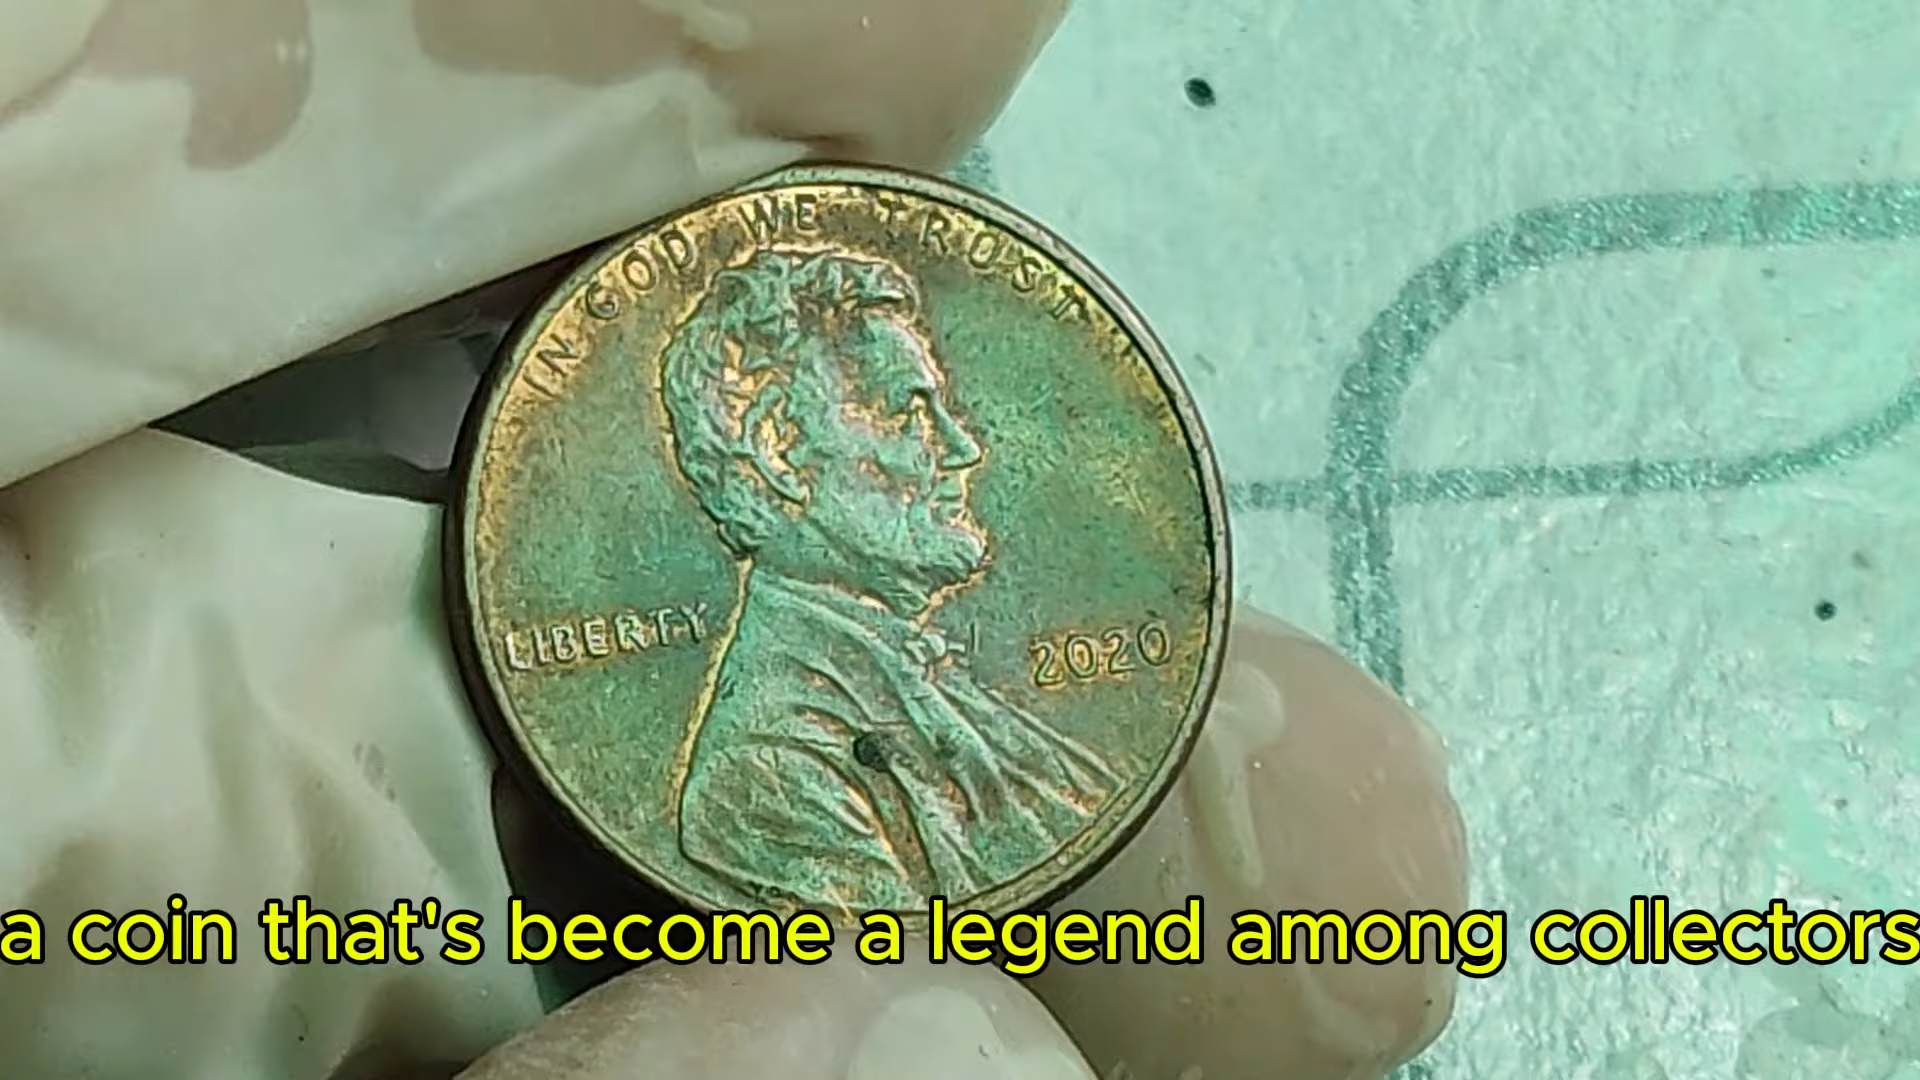 IN GOD WE TRUST
LIBERTY
2020
a coin that's become a legend among collectors